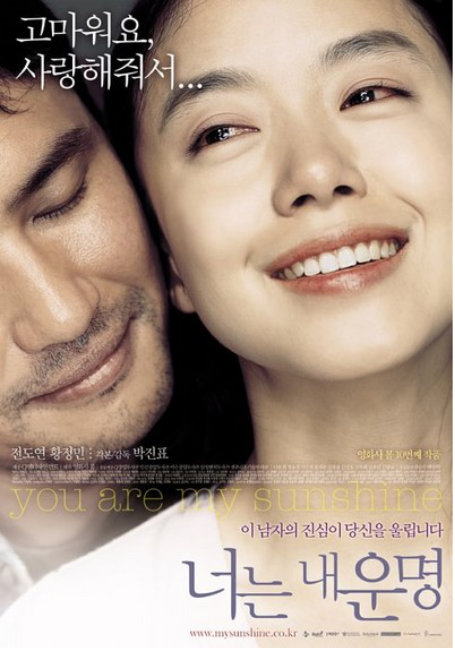 고마워요,
사랑해줘서...
전도연 황정민 : 각본/감독 박진표
영화사 봄 10번째 작품
you are my sunshine
이 남자의 진심이 당신을 울립니다
너는 내 운명
www.mysunshine.co.kr